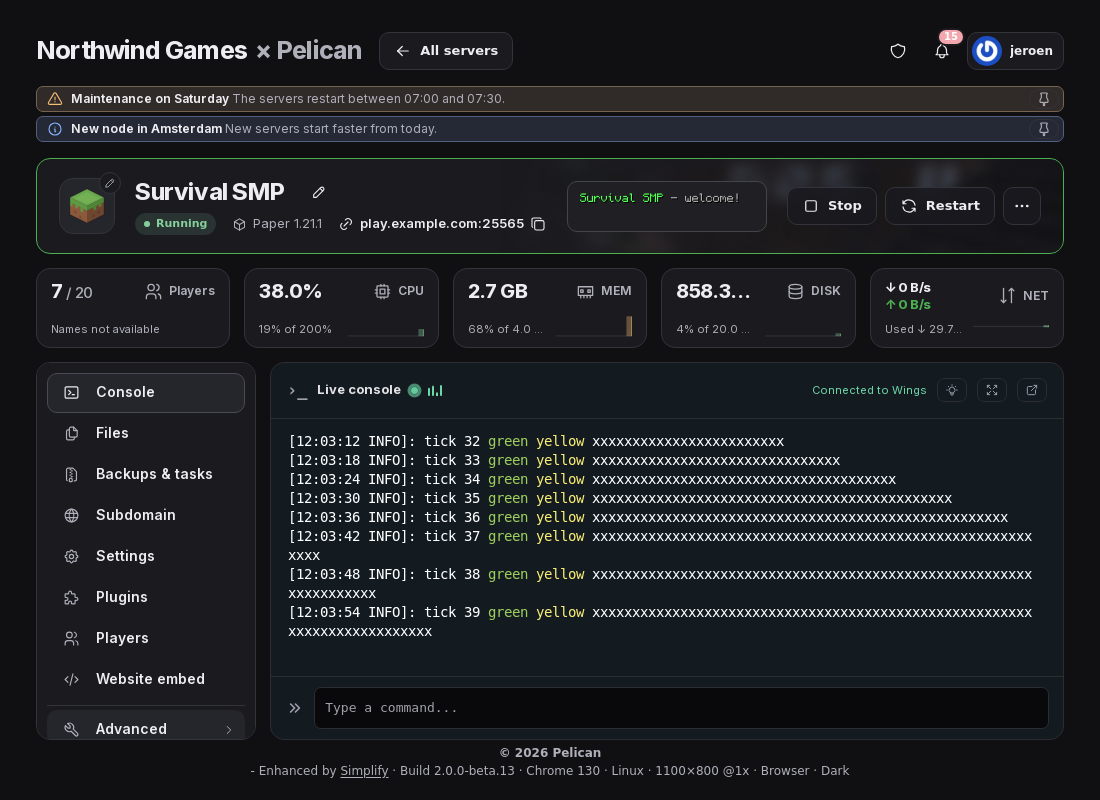 Northwind Games × Pelican
All servers
15
jeroen
Maintenance on Saturday The servers restart between 07:00 and 07:30.
New node in Amsterdam New servers start faster from today.
Survival SMP
Running
Paper 1.21.1
play.example.com:25565
Survival SMP — welcome!
Stop
Restart
7 / 20
Players
Names not available
38.0%
CPU
19% of 200%
2.7 GB
MEM
68% of 4.0 ...
858.3...
DISK
4% of 20.0 ...
↓ 0 B/s
↑ 0 B/s
NET
Used ↓ 29.7...
Console
Files
Backups & tasks
Subdomain
Settings
Plugins
Players
Website embed
Advanced
Live console
Connected to Wings
[12:03:12 INFO]: tick 32 green yellow xxxxxxxxxxxxxxxxxxxxxxxx
[12:03:18 INFO]: tick 33 green yellow xxxxxxxxxxxxxxxxxxxxxxxxxxxxxxx
[12:03:24 INFO]: tick 34 green yellow xxxxxxxxxxxxxxxxxxxxxxxxxxxxxxxxxxxxxx
[12:03:30 INFO]: tick 35 green yellow xxxxxxxxxxxxxxxxxxxxxxxxxxxxxxxxxxxxxxxxxxxxx
[12:03:36 INFO]: tick 36 green yellow xxxxxxxxxxxxxxxxxxxxxxxxxxxxxxxxxxxxxxxxxxxxxxxxxxxx
[12:03:42 INFO]: tick 37 green yellow xxxxxxxxxxxxxxxxxxxxxxxxxxxxxxxxxxxxxxxxxxxxxxxxxxxxxxx
xxxx
[12:03:48 INFO]: tick 38 green yellow xxxxxxxxxxxxxxxxxxxxxxxxxxxxxxxxxxxxxxxxxxxxxxxxxxxxxxx
xxxxxxxxxxx
[12:03:54 INFO]: tick 39 green yellow xxxxxxxxxxxxxxxxxxxxxxxxxxxxxxxxxxxxxxxxxxxxxxxxxxxxxxx
xxxxxxxxxxxxxxxxxx
Type a command...
© 2026 Pelican
- Enhanced by Simplify · Build 2.0.0-beta.13 · Chrome 130 · Linux · 1100×800 @1x · Browser · Dark